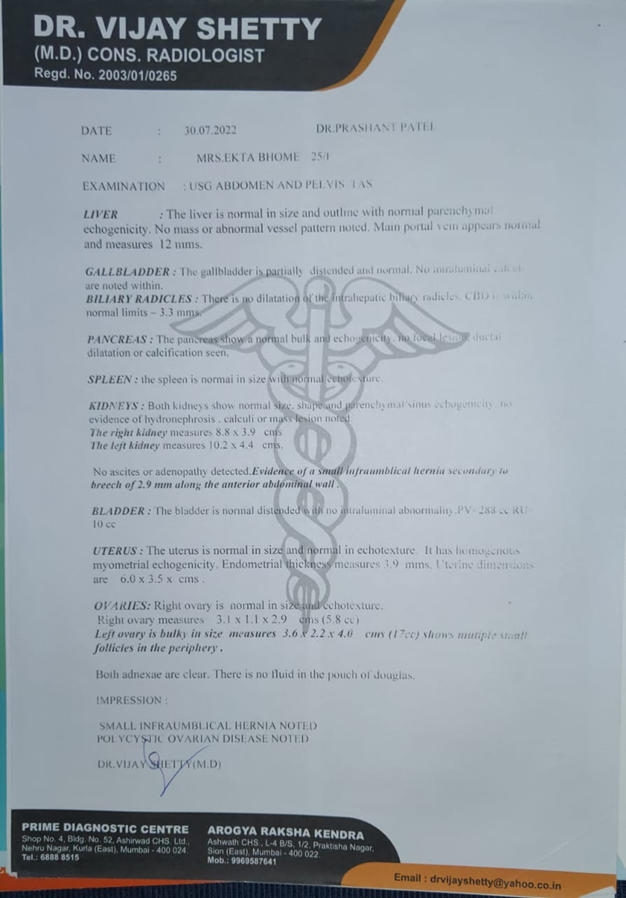 DR. VIJAY SHETTY
(M.D.) CONS. RADIOLOGIST
Regd. No. 2003/01/0265
DATE : 30.07.2022 DR.PRASHANT PATEL
NAME : MRS.EKTA BHOME 25/F
EXAMINATION : USG ABDOMEN AND PELVIS TAS
LIVER : The liver is normal in size and outline with normal parenchymal
echogenicity. No mass or abnormal vessel pattern noted. Main portal vein appears normal
and measures 12 mms.
GALLBLADDER : The gallbladder is partially distended and normal. No intraluminal calculi
are noted within.
BILIARY RADICLES : There is no dilatation of the intrahepatic biliary radicles. CBD is within
normal limits – 3.3 mms.
PANCREAS : The pancreas show a normal bulk and echogenicity, no focal lesion, ductal
dilatation or calcification seen.
SPLEEN : the spleen is normal in size with normal echotexture.
KIDNEYS : Both kidneys show normal size, shape and parenchymal/sinus echogenicity, no
evidence of hydronephrosis , calculi or mass lesion noted.
The right kidney measures 8.8 x 3.9 cms
The left kidney measures 10.2 x 4.4 cms.
No ascites or adenopathy detected.Evidence of a small infraumblical hernia secondary to
breech of 2.9 mm along the anterior abdominal wall .
BLADDER : The bladder is normal distended with no intraluminal abnormality.PV- 288 cc RU-
10 cc
UTERUS : The uterus is normal in size and normal in echotexture. It has homogenous
myometrial echogenicity. Endometrial thickness measures 3.9 mms. Uterine dimensions
are 6.0 x 3.5 x cms .
OVARIES: Right ovary is normal in size and echotexture.
Right ovary measures 3.1 x 1.1 x 2.9 cms (5.8 cc)
Left ovary is bulky in size measures 3.6 x 2.2 x 4.0 cms (17cc) shows mutiple small
follicles in the periphery .
Both adnexae are clear. There is no fluid in the pouch of douglas.
IMPRESSION :
SMALL INFRAUMBLICAL HERNIA NOTED
POLYCYSTIC OVARIAN DISEASE NOTED
DR.VIJAY SHETTY(M.D)
PRIME DIAGNOSTIC CENTRE
Shop No. 4, Bldg. No. 52, Ashirwad CHS. Ltd.,
Nehru Nagar, Kurla (East), Mumbai - 400 024.
Tel.: 6888 8515
AROGYA RAKSHA KENDRA
Ashwath CHS., L-4 B/S, 1/2, Praktisha Nagar,
Sion (East), Mumbai - 400 022.
Mob.: 9969587641
Email : drvijayshetty@yahoo.co.in